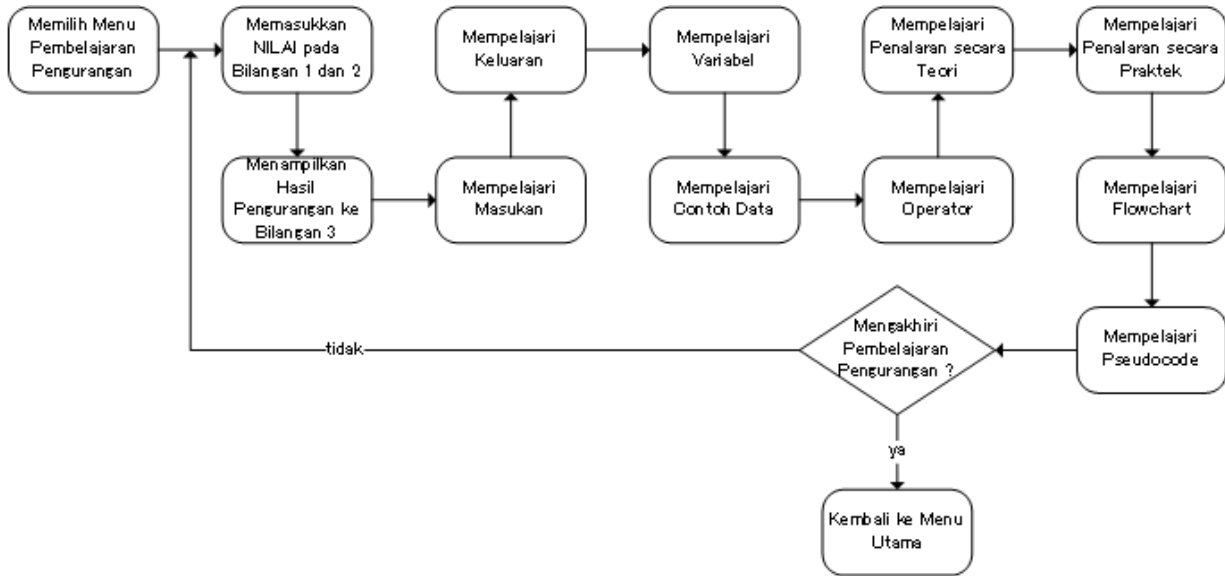 Memilih Menu
Pembelajaran
Pengurangan
Memasukkan
NILAI pada
Bilangan 1 dan 2
Menampilkan
Hasil
Pengurangan ke
Bilangan 3
Mempelajari
Masukan
Mempelajari
Keluaran
Mempelajari
Variabel
Mempelajari
Contoh Data
Mempelajari
Operator
Mempelajari
Penalaran secara
Teori
Mempelajari
Penalaran secara
Praktek
Mempelajari
Flowchart
Mempelajari
Pseudocode
Mengakhiri
Pembelajaran
Pengurangan ?
tidak
ya
Kembali ke Menu
Utama